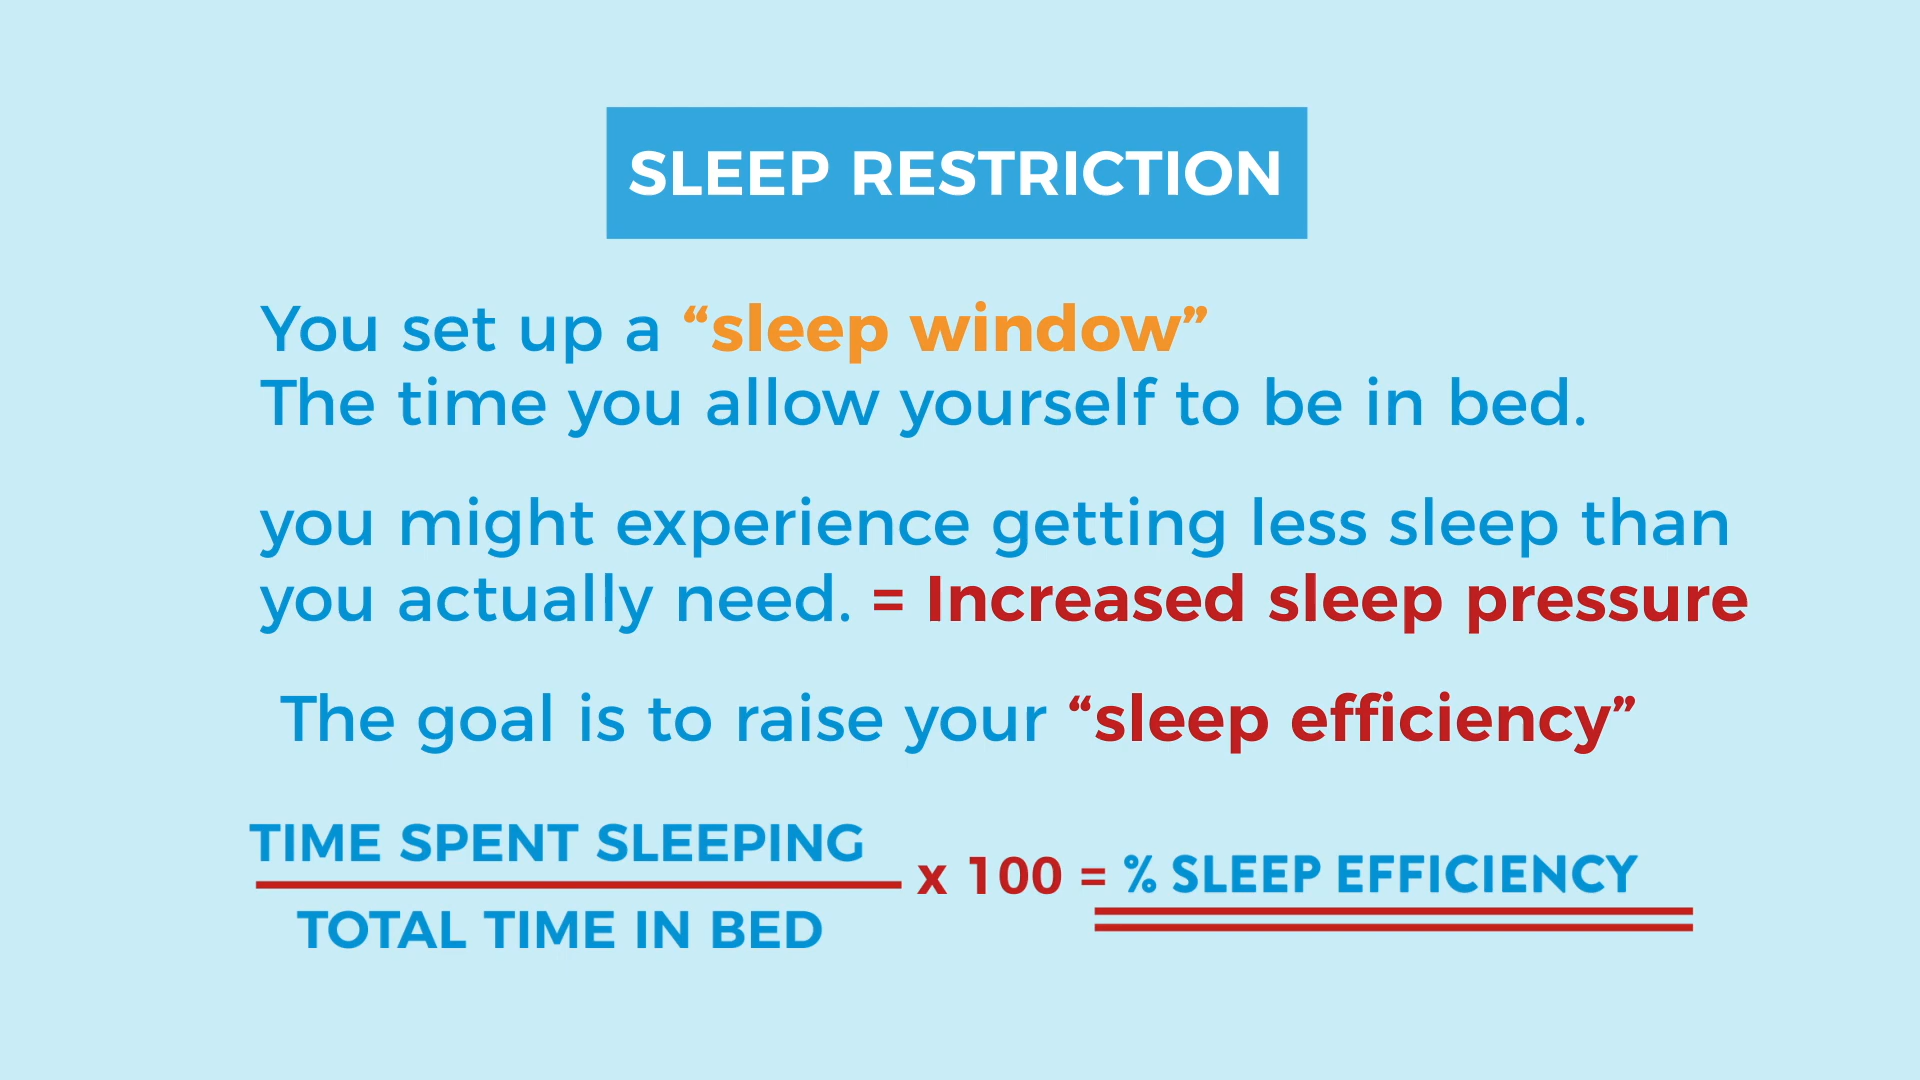 SLEEP RESTRICTION
You set up a “sleep window”
The time you allow yourself to be in bed.
you might experience getting less sleep than
you actually need. = Increased sleep pressure
The goal is to raise your “sleep efficiency”
TIME SPENT SLEEPING
x 100 = % SLEEP EFFICIENCY
TOTAL TIME IN BED